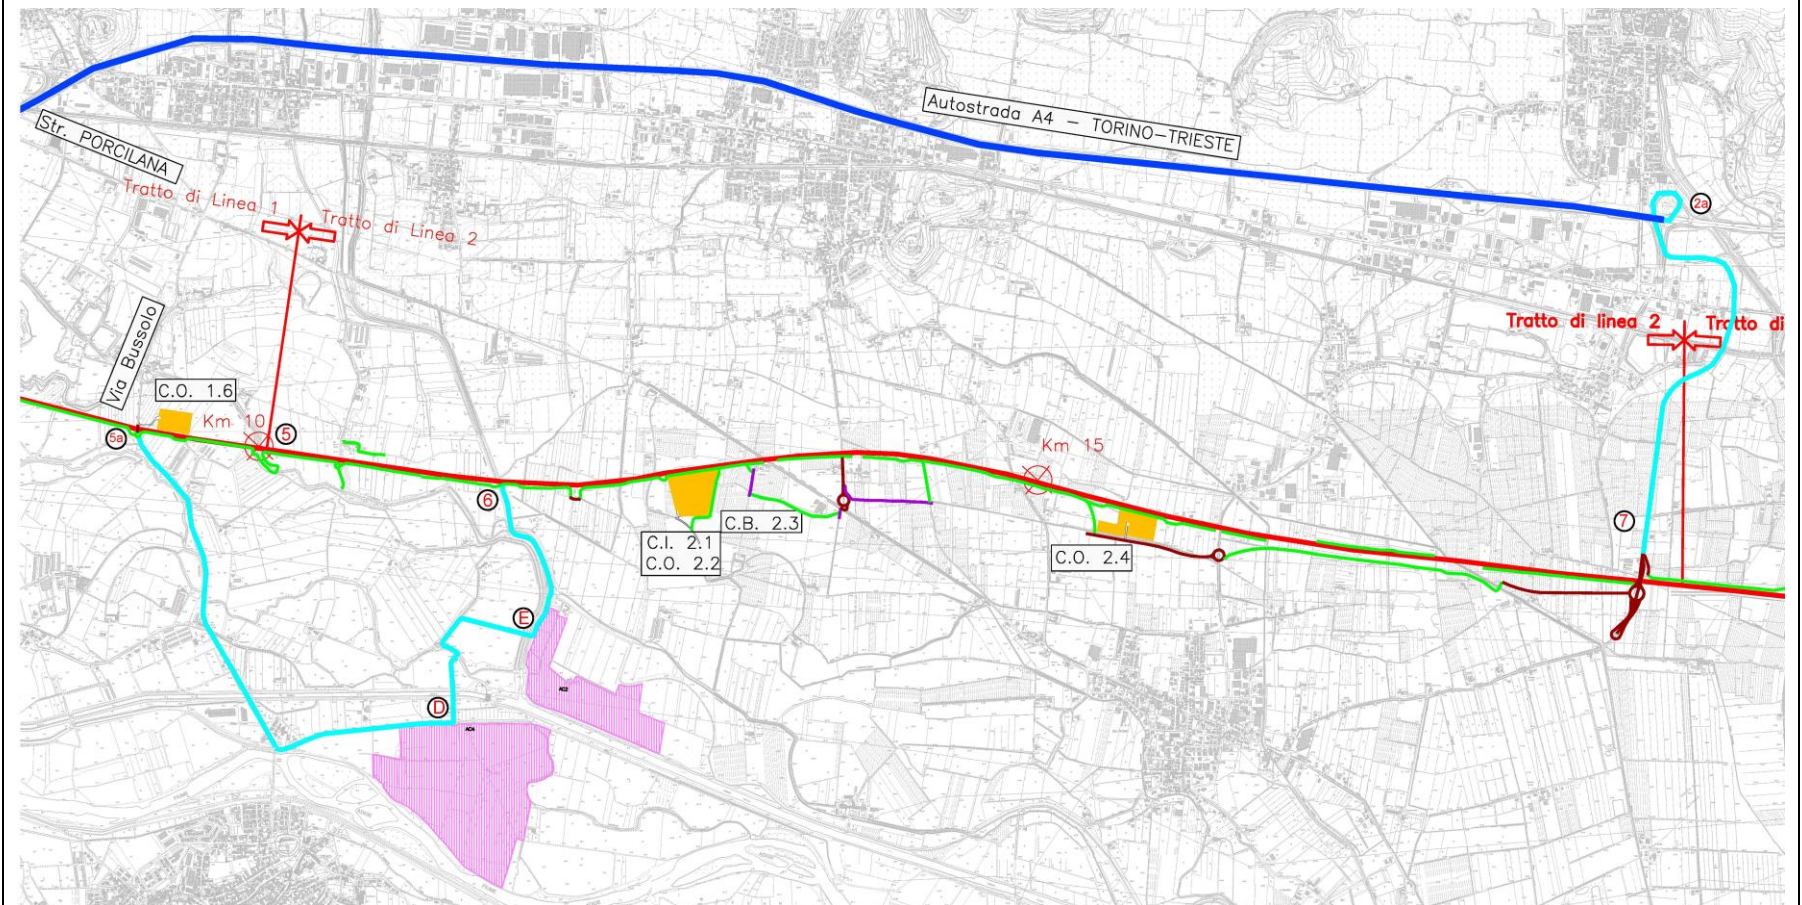 Autostrada A4 - TORINO-TRIESTE
Str. PORCILANA
Tratto di Linea 1
Tratto di Linea 2
2a
Via Bussolo
Tratto di linea 2
Tratto di
C.O. 1.6
Km 10
5
5a
Km 15
6
7
C.B. 2.3
C.I. 2.1
C.O. 2.2
C.O. 2.4
E
D